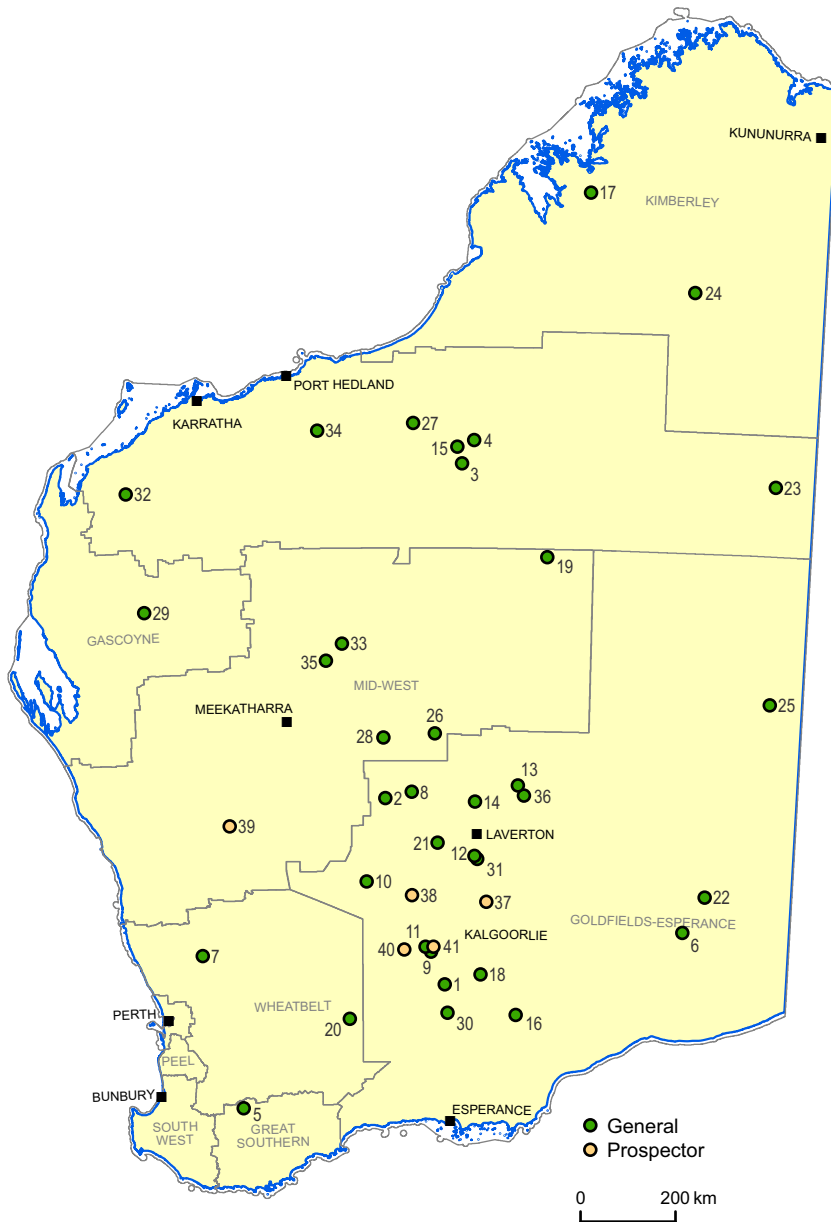 KUNUNURRA
17
KIMBERLEY
24
PORT HEDLAND
KARRATHA
34
27
4
15
3
32
23
19
29
GASCOYNE
33
35
MID-WEST
MEEKATHARRA
26
28
25
13
36
2
8
14
39
LAVERTON
21
12
31
10
38
37
22
GOLDFIELDS-ESPERANCE
KALGOORLIE
11
41
40
9
6
7
18
1
WHEATBELT
20
30
16
PERTH
PEEL
BUNBURY
5
ESPERANCE
SOUTH
WEST
GREAT
SOUTHERN
General
Prospector
0
200 km